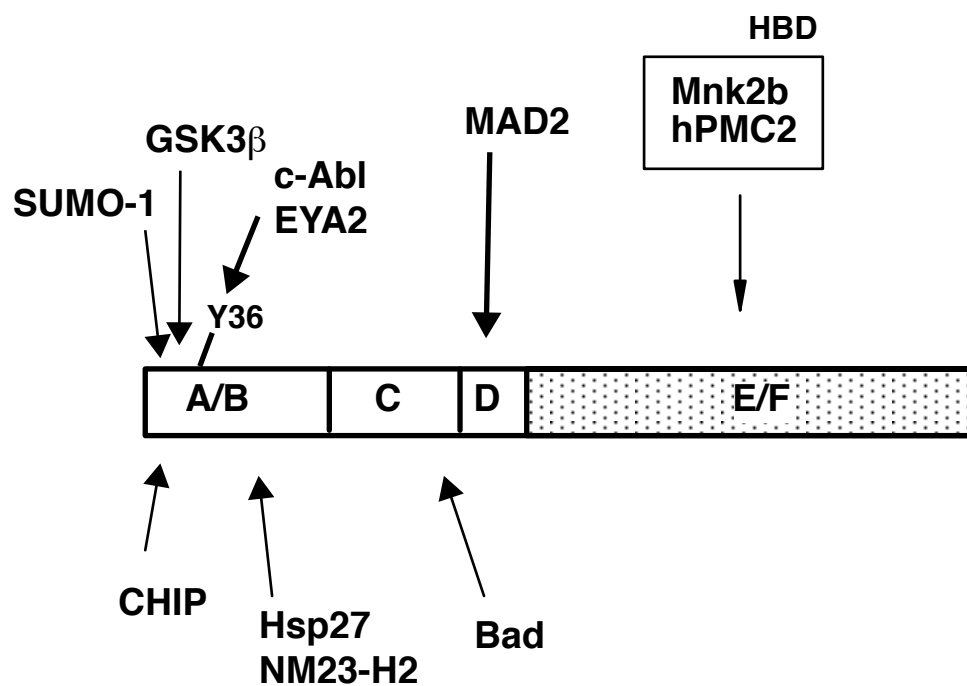 HBD
Mnk2b
hPMC2
MAD2
GSK3β
c-Abl
EYA2
SUMO-1
Y36
A/B
C
D
E/F
CHIP
Hsp27
NM23-H2
Bad